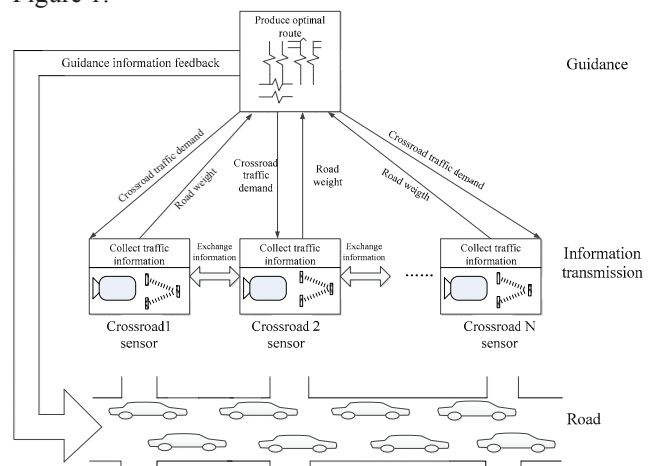 Figure 1.
Produce optimal
route
Guidance information feedback
Guidance
Crossroad traffic demand
Road weight
Crossroad
traffic
demand
Road
weight
Crossroad traffic demand
Road weigth
Collect traffic
information
Exchange
information
Collect traffic
information
Exchange
information
......
Collect traffic
information
Information
transmission
Crossroad1
sensor
Crossroad 2
sensor
Crossroad N
sensor
Road